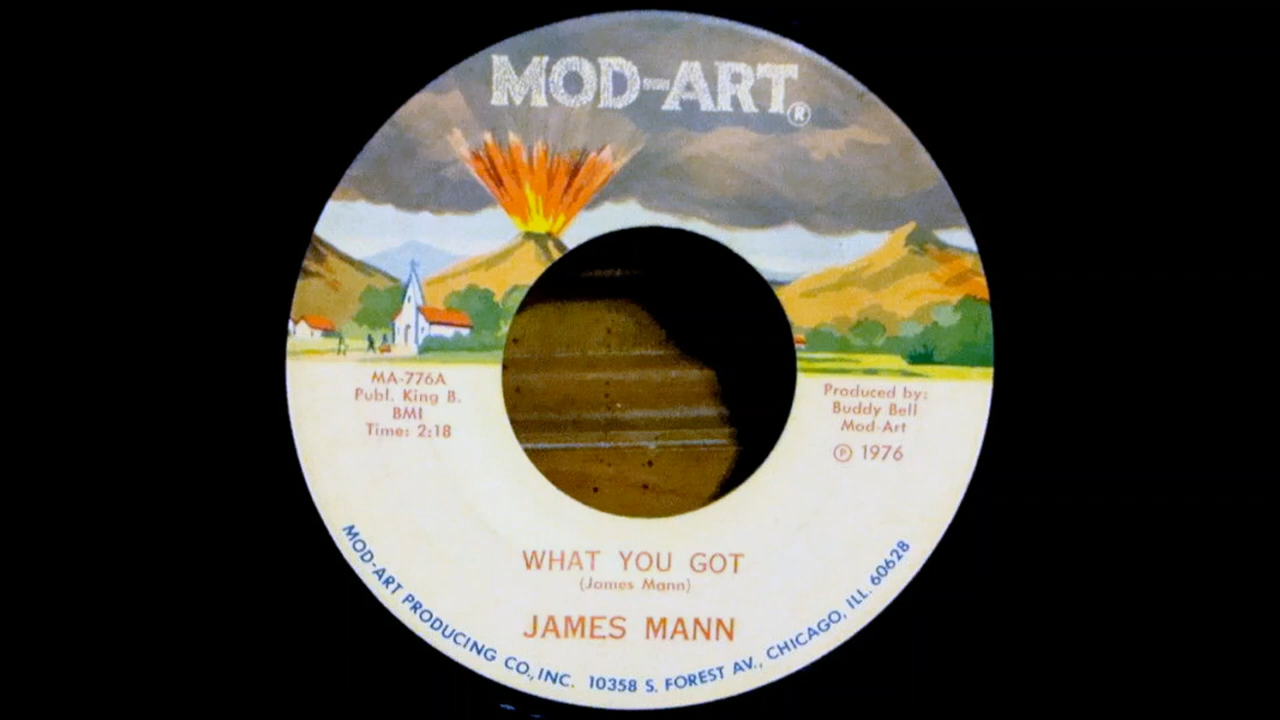 MOD-ART®
MA-776A
Publ. King B.
BMI
Time: 2:18
Produced by:
Buddy Bell
Mod-Art
℗ 1976
WHAT YOU GOT
(James Mann)
JAMES MANN
MOD-ART PRODUCING CO., INC. 10358 S. FOREST AV., CHICAGO, ILL. 60628